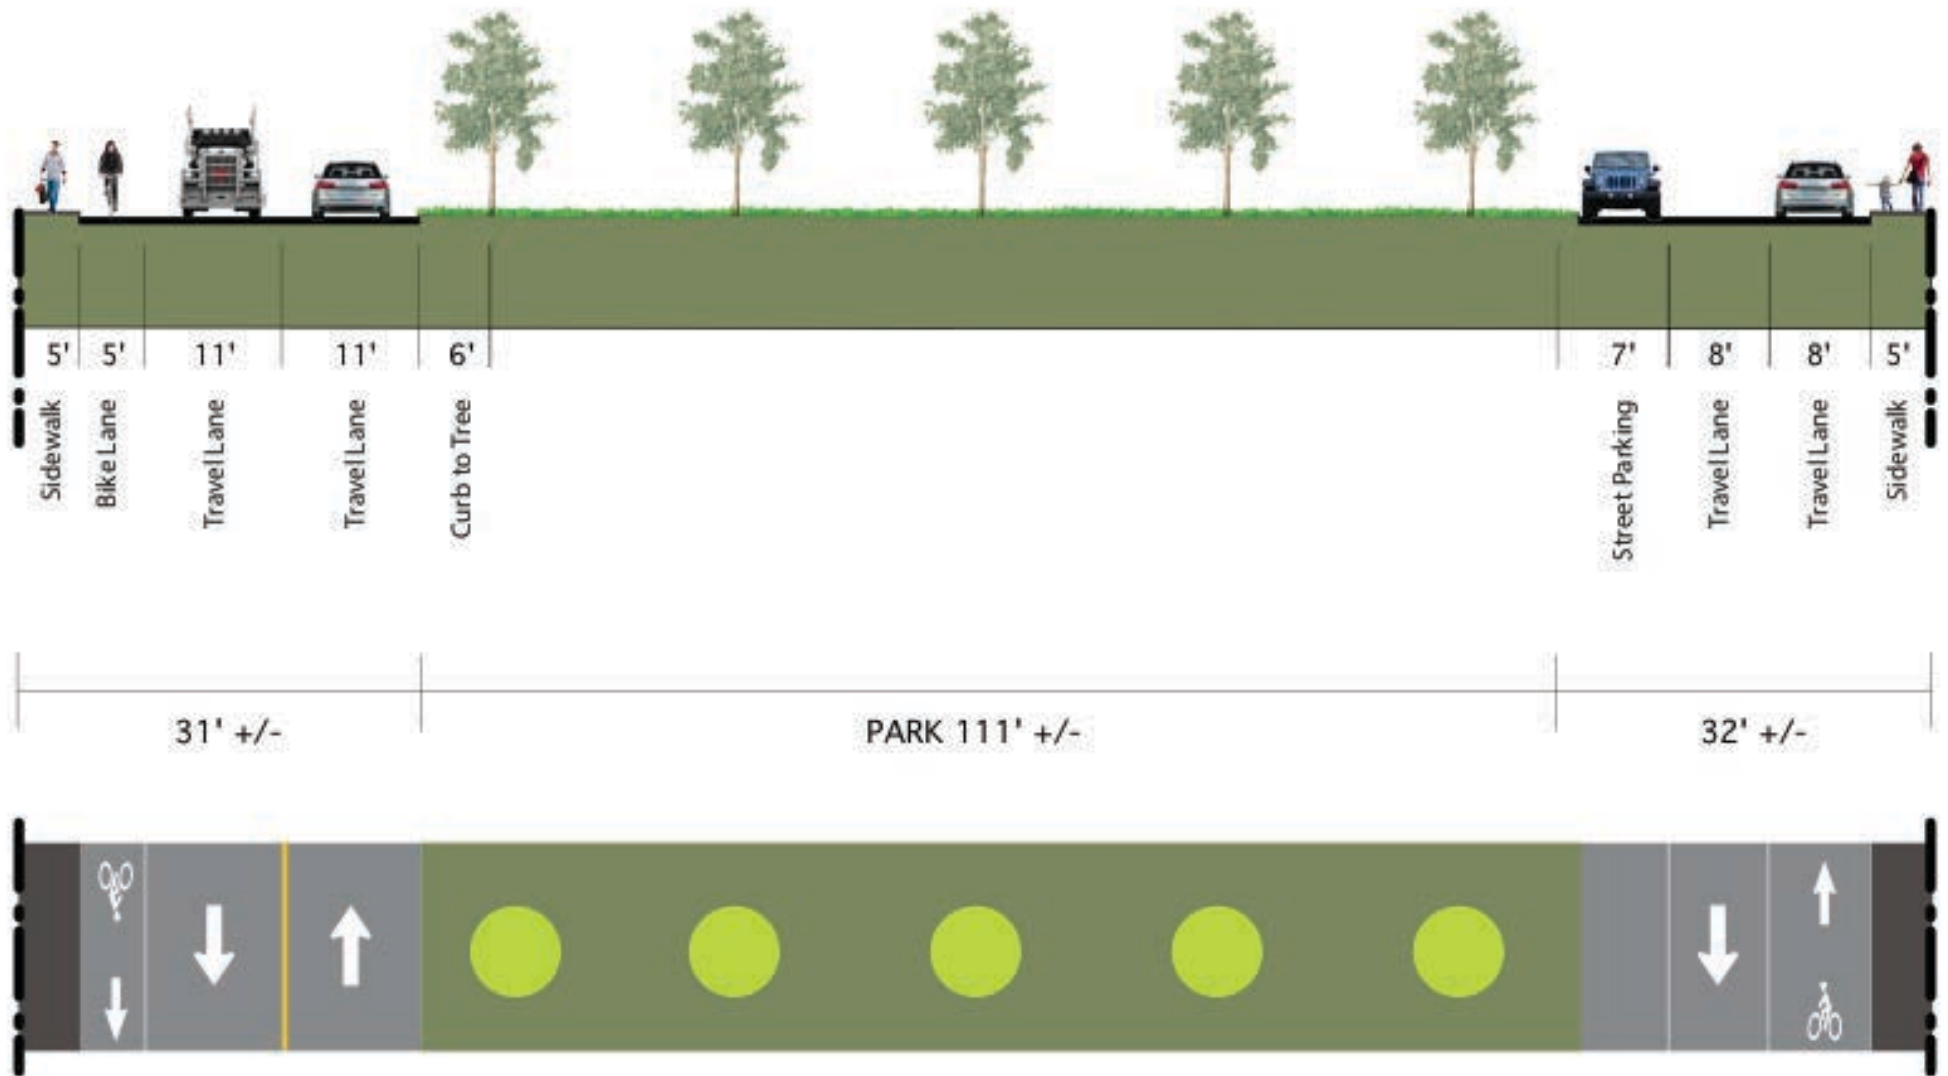 5' 5' 11' 11' 6' 7' 8' 8' 5'
Sidewalk
Bike Lane
Travel Lane
Travel Lane
Curb to Tree
Street Parking
Travel Lane
Travel Lane
Sidewalk
31' +/- PARK 111' +/- 32' +/-